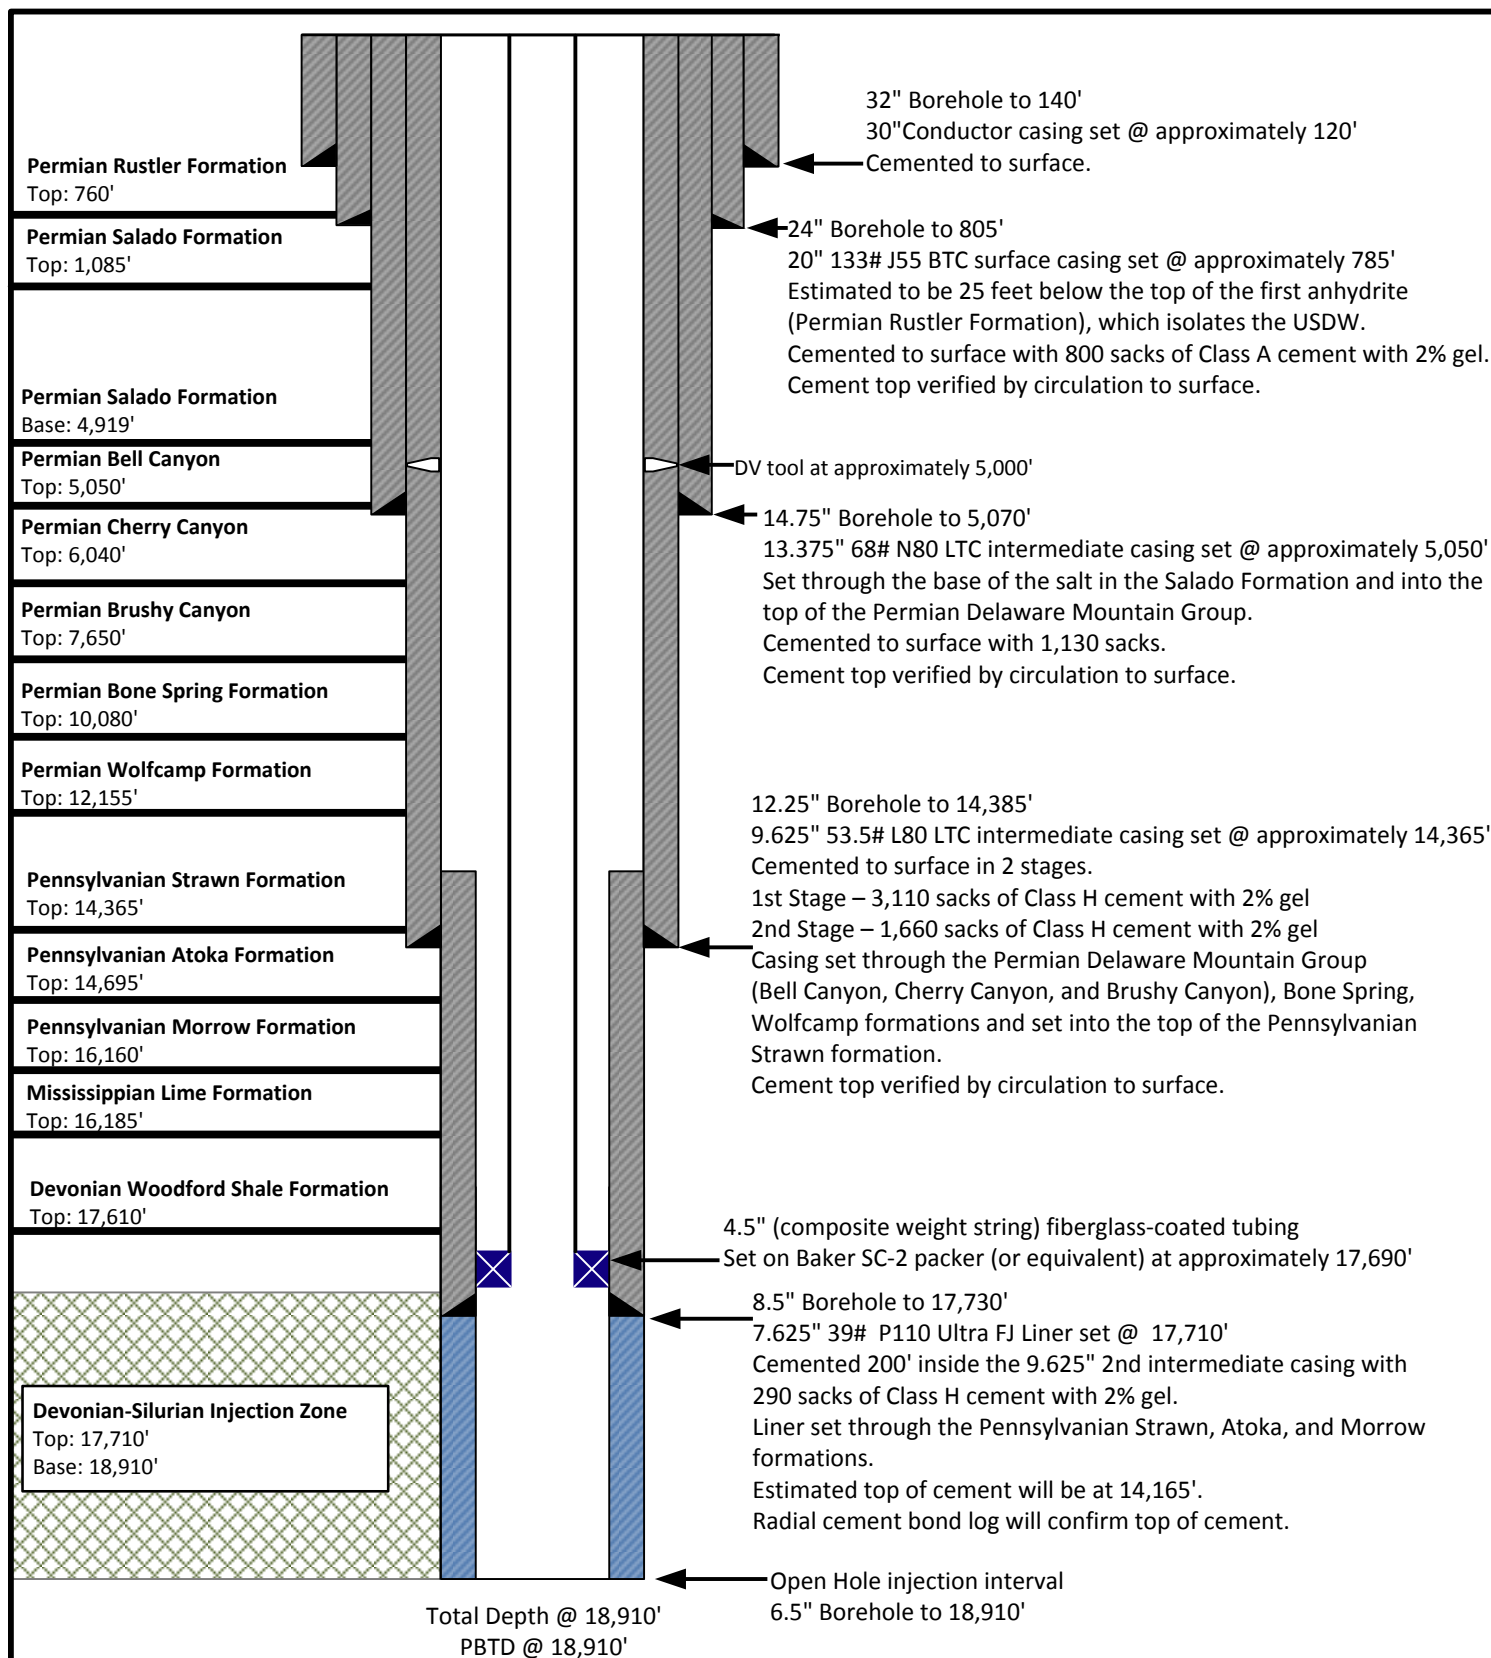 32" Borehole to 140'
30"Conductor casing set @ approximately 120'
Cemented to surface.
Permian Rustler Formation
Top: 760'
24" Borehole to 805'
20" 133# J55 BTC surface casing set @ approximately 785'
Estimated to be 25 feet below the top of the first anhydrite
(Permian Rustler Formation), which isolates the USDW.
Cemented to surface with 800 sacks of Class A cement with 2% gel.
Cement top verified by circulation to surface.
Permian Salado Formation
Top: 1,085'
Permian Salado Formation
Base: 4,919'
Permian Bell Canyon
Top: 5,050'
DV tool at approximately 5,000'
14.75" Borehole to 5,070'
13.375" 68# N80 LTC intermediate casing set @ approximately 5,050'
Set through the base of the salt in the Salado Formation and into the
top of the Permian Delaware Mountain Group.
Cemented to surface with 1,130 sacks.
Cement top verified by circulation to surface.
Permian Cherry Canyon
Top: 6,040'
Permian Brushy Canyon
Top: 7,650'
Permian Bone Spring Formation
Top: 10,080'
Permian Wolfcamp Formation
Top: 12,155'
12.25" Borehole to 14,385'
9.625" 53.5# L80 LTC intermediate casing set @ approximately 14,365'
Cemented to surface in 2 stages.
1st Stage – 3,110 sacks of Class H cement with 2% gel
2nd Stage – 1,660 sacks of Class H cement with 2% gel
Casing set through the Permian Delaware Mountain Group
(Bell Canyon, Cherry Canyon, and Brushy Canyon), Bone Spring,
Wolfcamp formations and set into the top of the Pennsylvanian
Strawn formation.
Cement top verified by circulation to surface.
Pennsylvanian Strawn Formation
Top: 14,365'
Pennsylvanian Atoka Formation
Top: 14,695'
Pennsylvanian Morrow Formation
Top: 16,160'
Mississippian Lime Formation
Top: 16,185'
Devonian Woodford Shale Formation
Top: 17,610'
4.5" (composite weight string) fiberglass-coated tubing
Set on Baker SC-2 packer (or equivalent) at approximately 17,690'
8.5" Borehole to 17,730'
7.625" 39#  P110 Ultra FJ Liner set @  17,710'
Cemented 200' inside the 9.625" 2nd intermediate casing with
290 sacks of Class H cement with 2% gel.
Liner set through the Pennsylvanian Strawn, Atoka, and Morrow
formations.
Estimated top of cement will be at 14,165'.
Radial cement bond log will confirm top of cement.
Devonian-Silurian Injection Zone
Top: 17,710'
Base: 18,910'
Open Hole injection interval
6.5" Borehole to 18,910'
Total Depth @ 18,910'
PBTD @ 18,910'